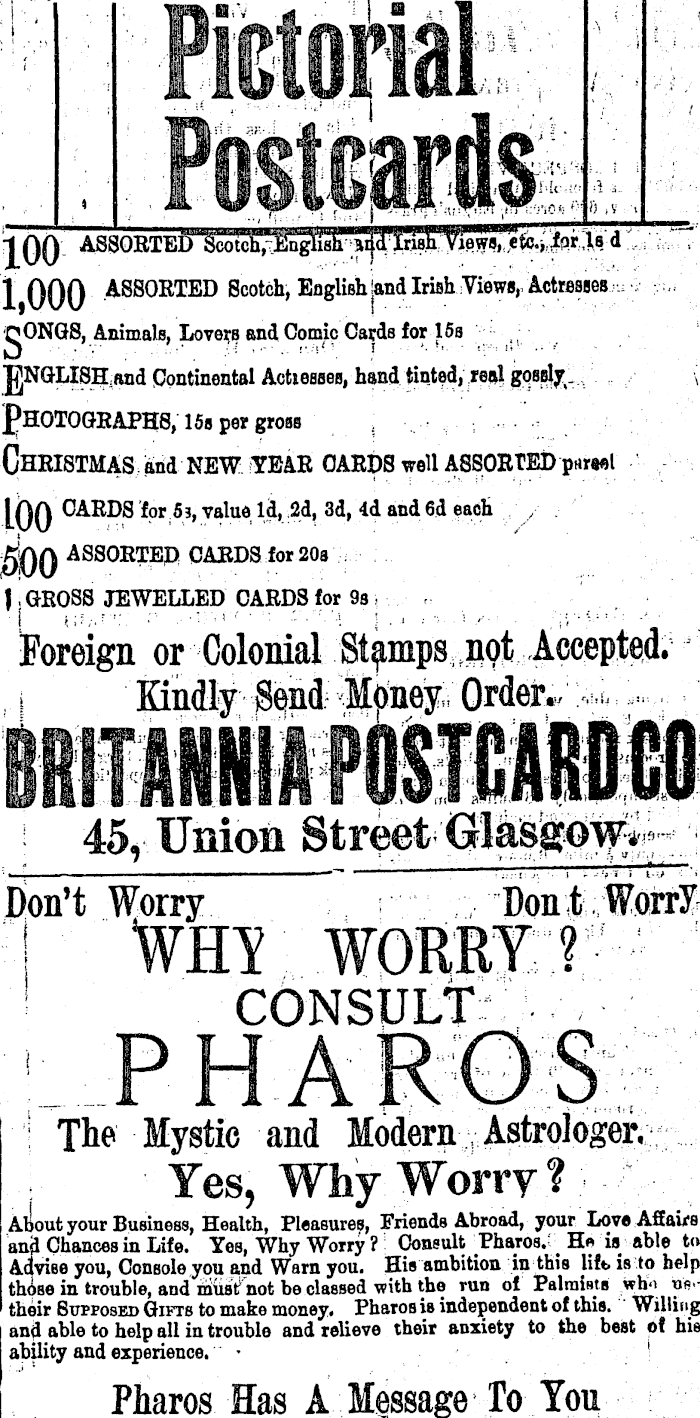 Pictorial
Postcards
100 ASSORTED Scotch, English and Irish Views, etc., for 1s d
1,000 ASSORTED Scotch, English and Irish Views, Actresses
SONGS, Animals, Lovers and Comic Cards for 15s
ENGLISH and Continental Actresses, hand tinted, real gossly
PHOTOGRAPHS, 15s per gross
CHRISTMAS and NEW YEAR CARDS well ASSORTED parcel
100 CARDS for 5s, value 1d, 2d, 3d, 4d and 6d each
500 ASSORTED CARDS for 20s
1 GROSS JEWELLED CARDS for 9s
Foreign or Colonial Stamps not Accepted.
Kindly Send Money Order.
BRITANNIA POSTCARD CO
45, Union Street Glasgow.
Don't Worry Don t Worry
WHY WORRY ?
CONSULT
PHAROS
The Mystic and Modern Astrologer.
Yes, Why Worry ?
About your Business, Health, Pleasures, Friends Abroad, your Love Affairs
and Chances in Life. Yes, Why Worry ? Consult Pharos. He is able to
Advise you, Console you and Warn you. His ambition in this life is to help
those in trouble, and must not be classed with the run of Palmists who
their SUPPOSED GIFTS to make money. Pharos is independent of this. Willing
and able to help all in trouble and relieve their anxiety to the best of his
ability and experience.
Pharos Has A Message To You